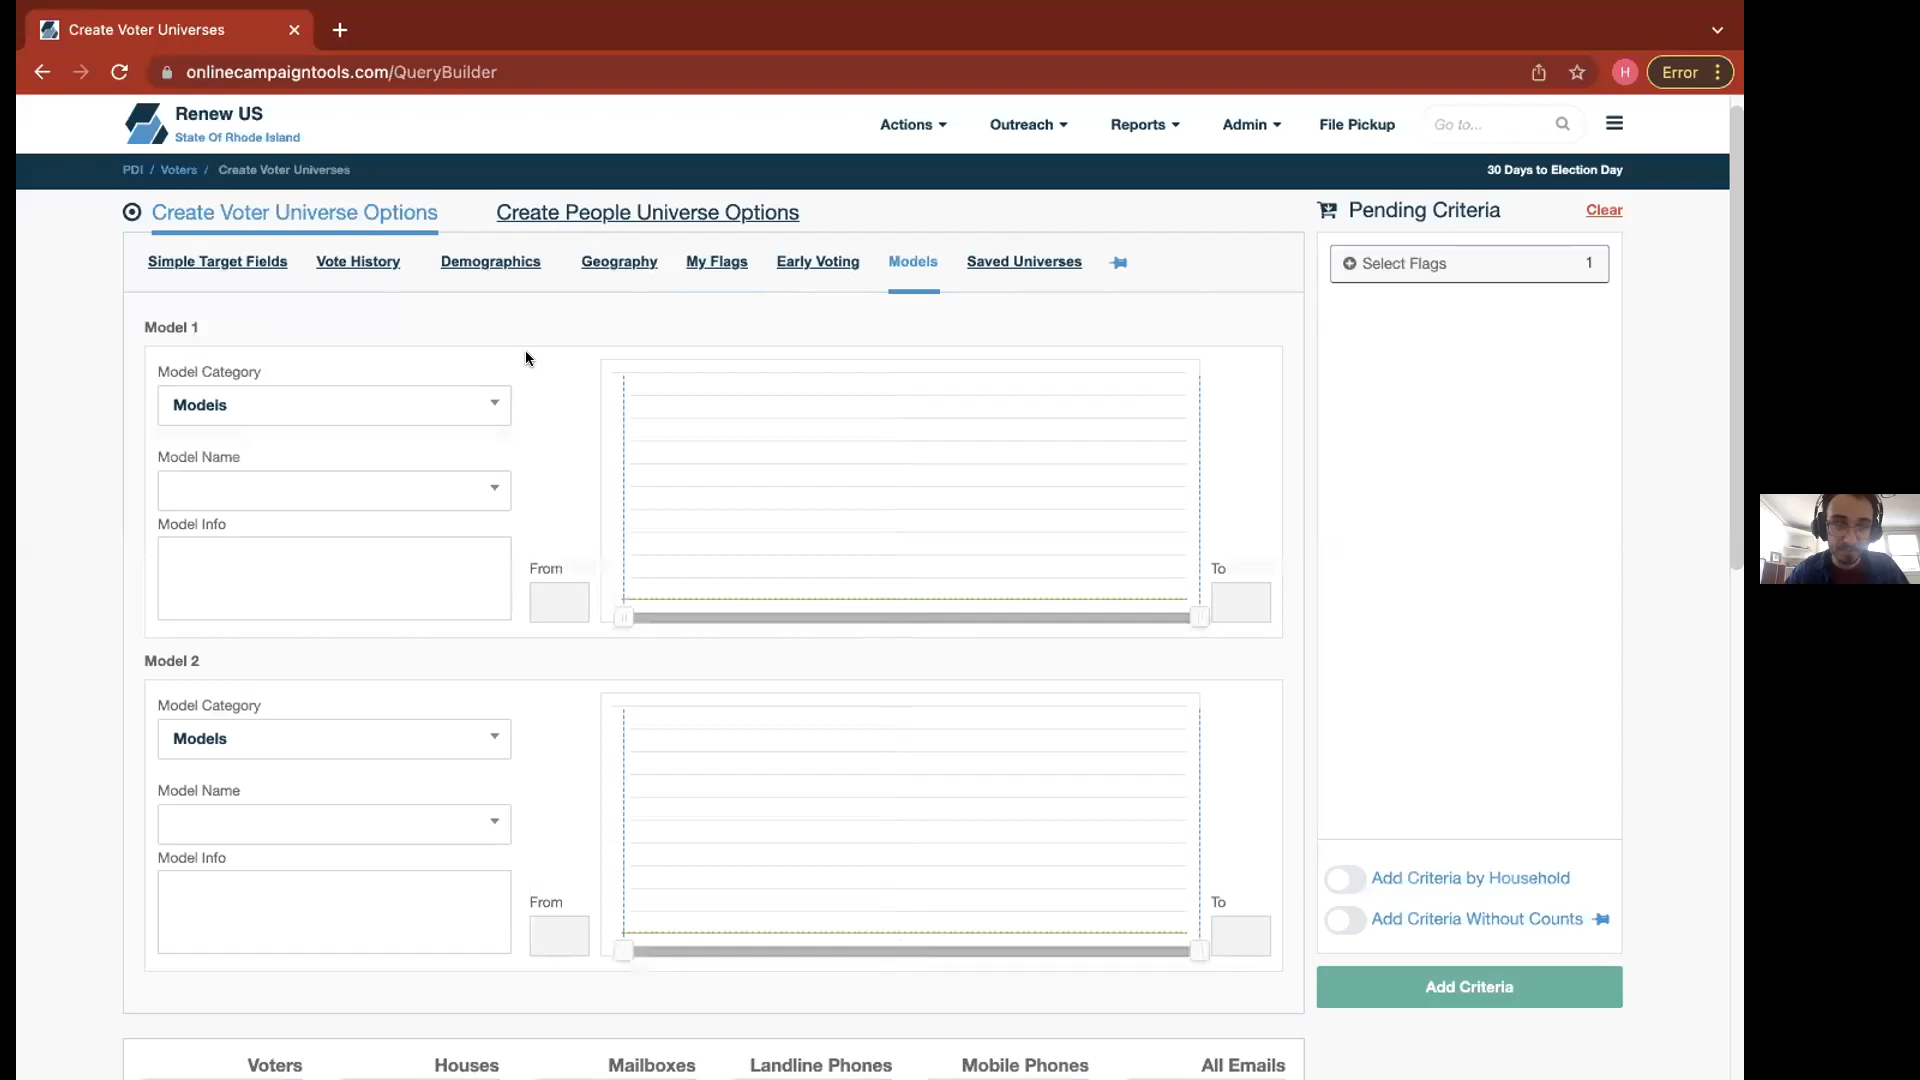 Create Voter Universes
onlinecampaigntools.com/QueryBuilder
H
Error
Renew US
State Of Rhode Island
Actions
Outreach
Reports
Admin
File Pickup
Go to...
PDI / Voters / Create Voter Universes
30 Days to Election Day
Create Voter Universe Options
Create People Universe Options
Pending Criteria
Clear
Simple Target Fields
Vote History
Demographics
Geography
My Flags
Early Voting
Models
Saved Universes
Select Flags 1
Model 1
Model Category
Models
Model Name
Model Info
From
To
Model 2
Model Category
Models
Model Name
Model Info
From
To
Add Criteria by Household
Add Criteria Without Counts
Add Criteria
Voters
Houses
Mailboxes
Landline Phones
Mobile Phones
All Emails